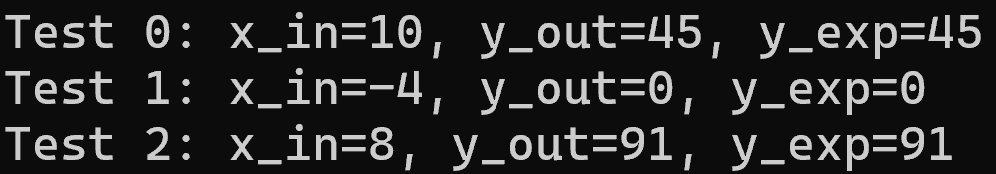 Test 0: x_in=10, y_out=45, y_exp=45
Test 1: x_in=-4, y_out=0, y_exp=0
Test 2: x_in=8, y_out=91, y_exp=91